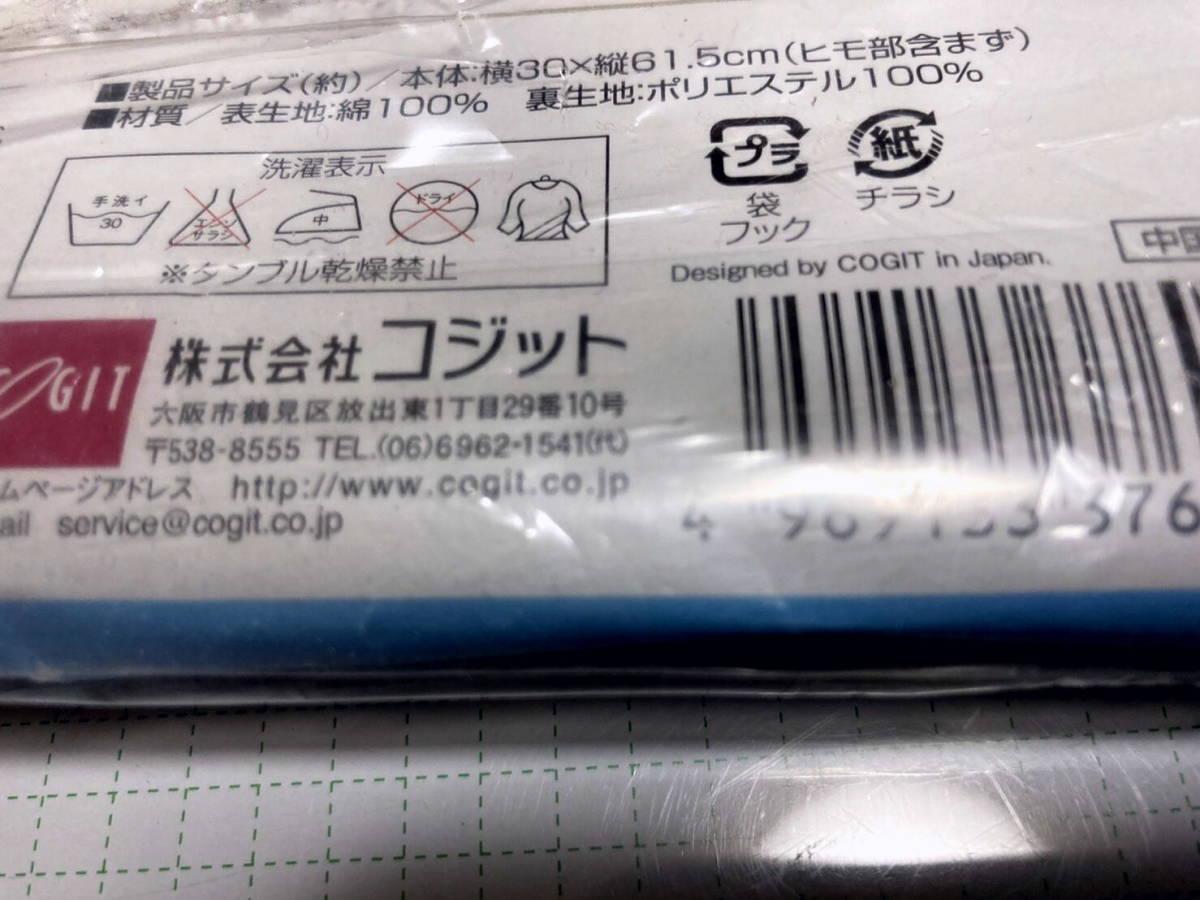 ■製品サイズ(約)/本体:横30×縦61.5cm(ヒモ部含まず)
■材質/表生地:綿100% 裏生地:ポリエステル100%
洗濯表示
手洗イ
30
エンソ
サラシ
中
ドライ
※タンブル乾燥禁止
プラ
袋
フック
紙
チラシ
Designed by COGIT in Japan.
中国
COGIT
株式会社コジット
大阪市鶴見区放出東1丁目29番10号
〒538-8555 TEL.(06)6962-1541(代)
ムページアドレス http://www.cogit.co.jp
ail service@cogit.co.jp
4 969133 376